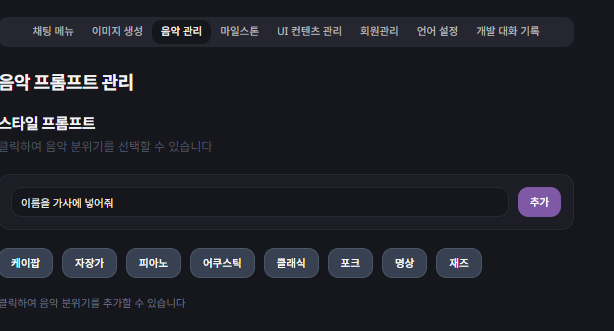 채팅 메뉴 이미지 생성 음악 관리 마일스톤 UI 컨텐츠 관리 회원관리 언어 설정 개발 대화 기록
음악 프롬프트 관리
스타일 프롬프트
클릭하여 음악 분위기를 선택할 수 있습니다
이름을 가사에 넣어줘 추가
케이팝 자장가 피아노 어쿠스틱 클래식 포크 명상 재즈
클릭하여 음악 분위기를 추가할 수 있습니다